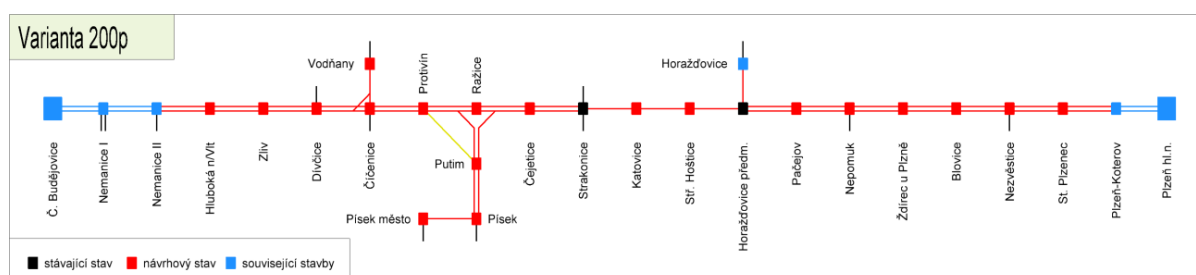 Varianta 200p
Vodňany
Protivín
Ražice
Horažďovice
Č. Budějovice
Nemanice I
Nemanice II
Hluboká n/Vlt
Zliv
Dívčice
Číčenice
Putim
Čejetice
Strakonice
Katovice
Stř. Hoštice
Horažďovice předm.
Pačejov
Nepomuk
Ždírec u Plzně
Blovice
Nezvěstice
St. Plzenec
Plzeň-Koterov
Plzeň hl.n.
Písek město
Písek
stávající stav
návrhový stav
související stavby